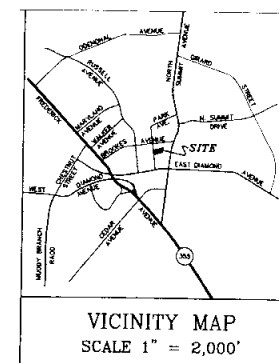 ODENDHAL
AVENUE
AVENUE
RUSSELL
AVENUE
NORTH
SUMMIT
GIRARD
STREET
FREDERICK
MARYLAND
AVENUE
WALKER
AVENUE
BROOKES
AVENUE
PARK
AVE.
N. SUMMIT
DRIVE
SITE
CHESTNUT
STREET
EAST DIAMOND
AVENUE
WEST
DIAMOND
AVENUE
MUDDY BRANCH
ROAD
CEDAR
AVENUE
AVENUE
355
VICINITY MAP
SCALE 1" = 2,000'